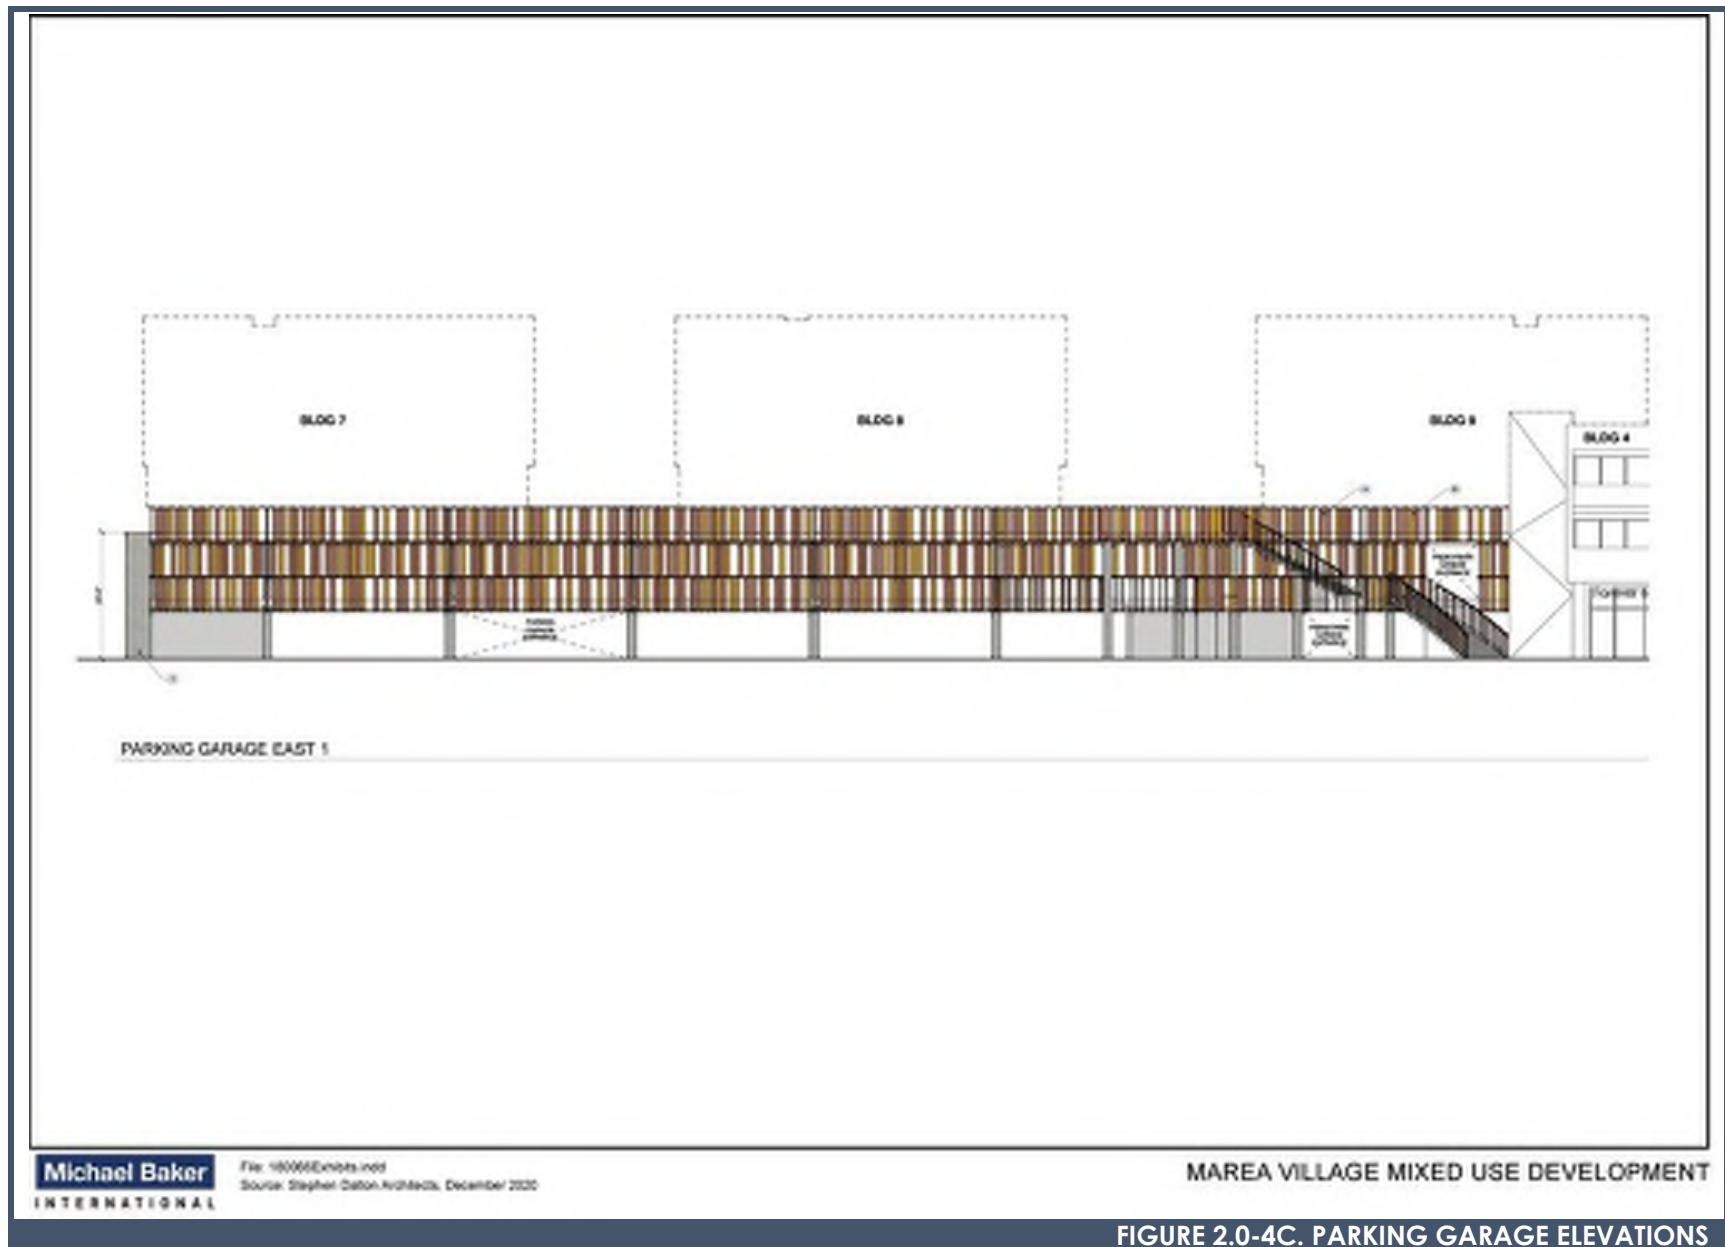 BLDG 7
BLDG 8
BLDG 9
BLDG 4
PARKING GARAGE EAST 1
Michael Baker
INTERNATIONAL
File: 160066Exhibits.indd
Source: Stephen Dalton Architects, December 2020
MAREA VILLAGE MIXED USE DEVELOPMENT
FIGURE 2.0-4C. PARKING GARAGE ELEVATIONS